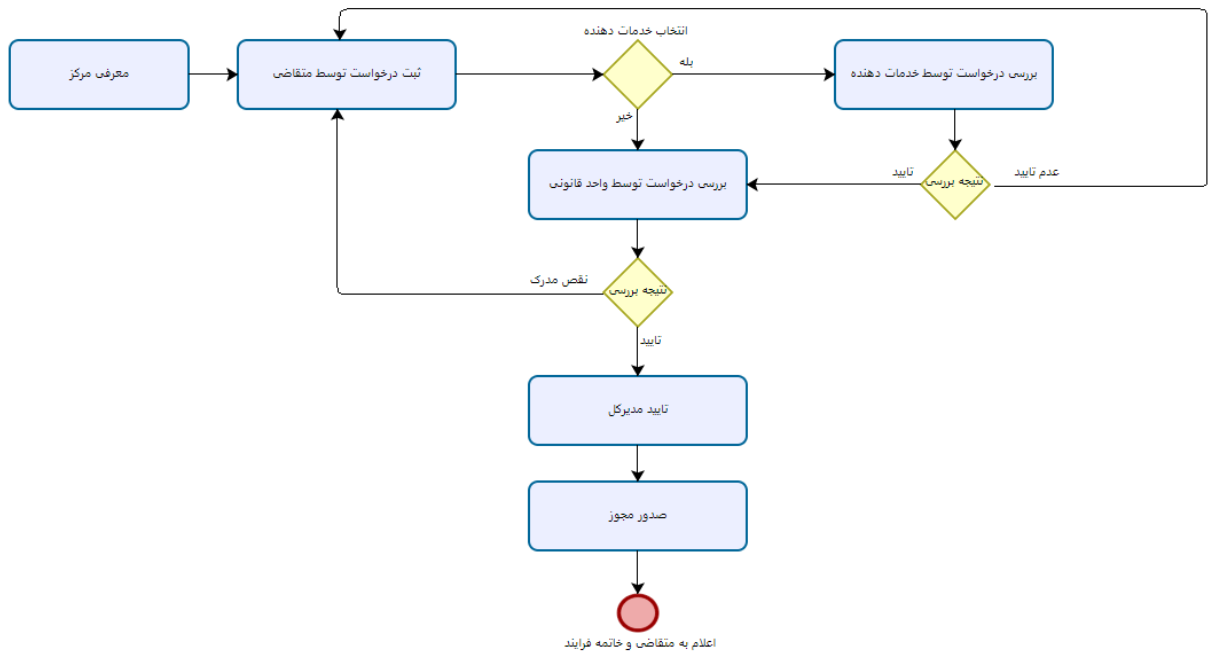 انتخاب خدمات دهنده
معرفی مرکز
ثبت درخواست توسط متقاضی
بله
بررسی درخواست توسط خدمات دهنده
خیر
بررسی درخواست توسط واحد قانونی
تایید
نتیجه بررسی
عدم تایید
نقص مدرک
نتیجه بررسی
تایید
تایید مدیرکل
صدور مجوز
اعلام به متقاضی و خاتمه فرایند